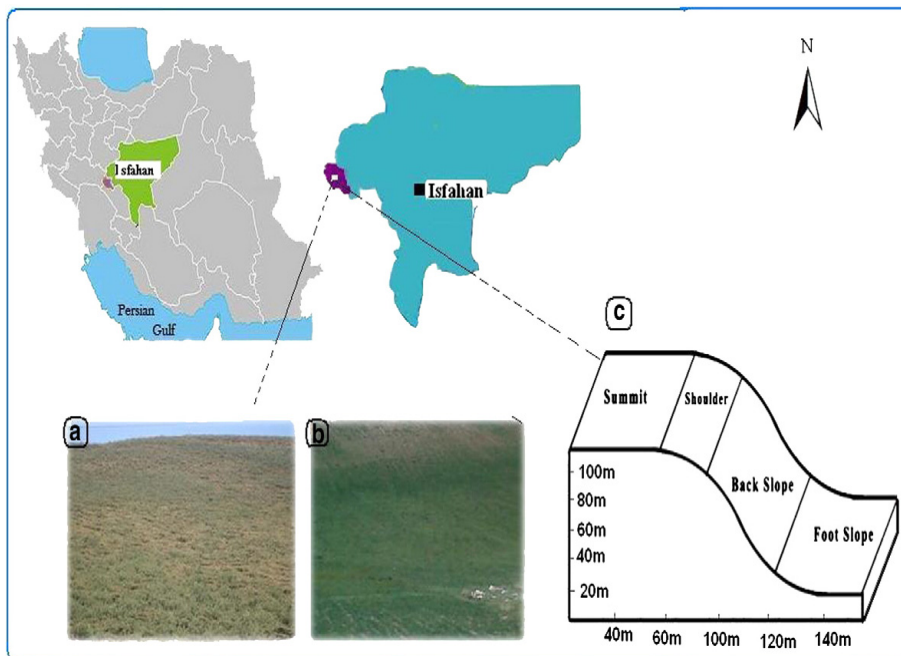 N
Isfahan
Isfahan
Persian
Gulf
c
a
b
Summit
Shoulder
Back Slope
Foot Slope
100m
80m
60m
40m
20m
40m
60m
100m
120m
140m